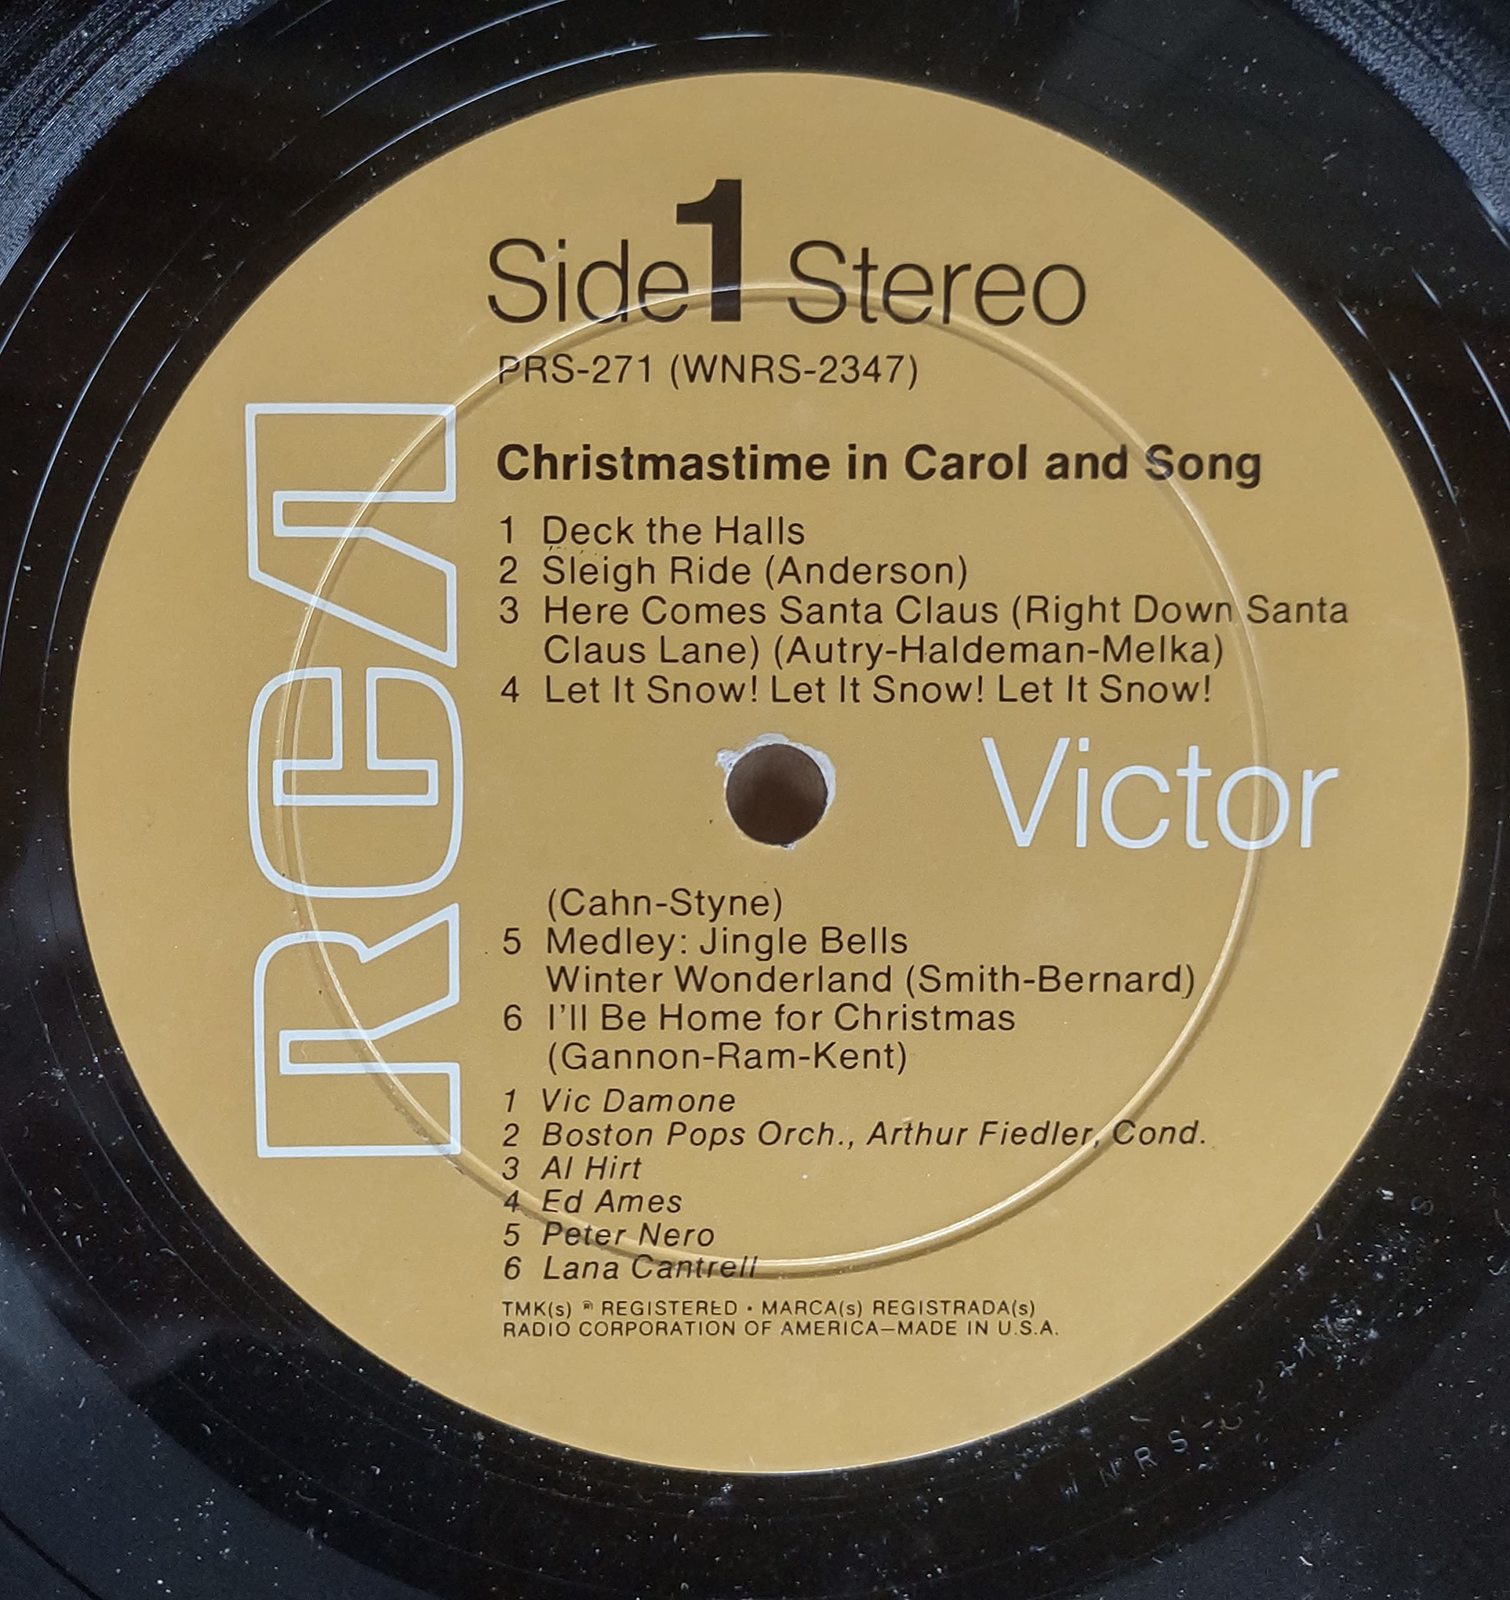 Side 1 Stereo
PRS-271 (WNRS-2347)
Christmastime in Carol and Song
1 Deck the Halls
2 Sleigh Ride (Anderson)
3 Here Comes Santa Claus (Right Down Santa
Claus Lane) (Autry-Haldeman-Melka)
4 Let It Snow! Let It Snow! Let It Snow!
RCA
Victor
(Cahn-Styne)
5 Medley: Jingle Bells
Winter Wonderland (Smith-Bernard)
6 I'll Be Home for Christmas
(Gannon-Ram-Kent)
1 Vic Damone
2 Boston Pops Orch., Arthur Fiedler, Cond.
3 Al Hirt
4 Ed Ames
5 Peter Nero
6 Lana Cantrell
TMK(s) ® REGISTERED • MARCA(s) REGISTRADA(s)
RADIO CORPORATION OF AMERICA—MADE IN U.S.A.
WNRS-